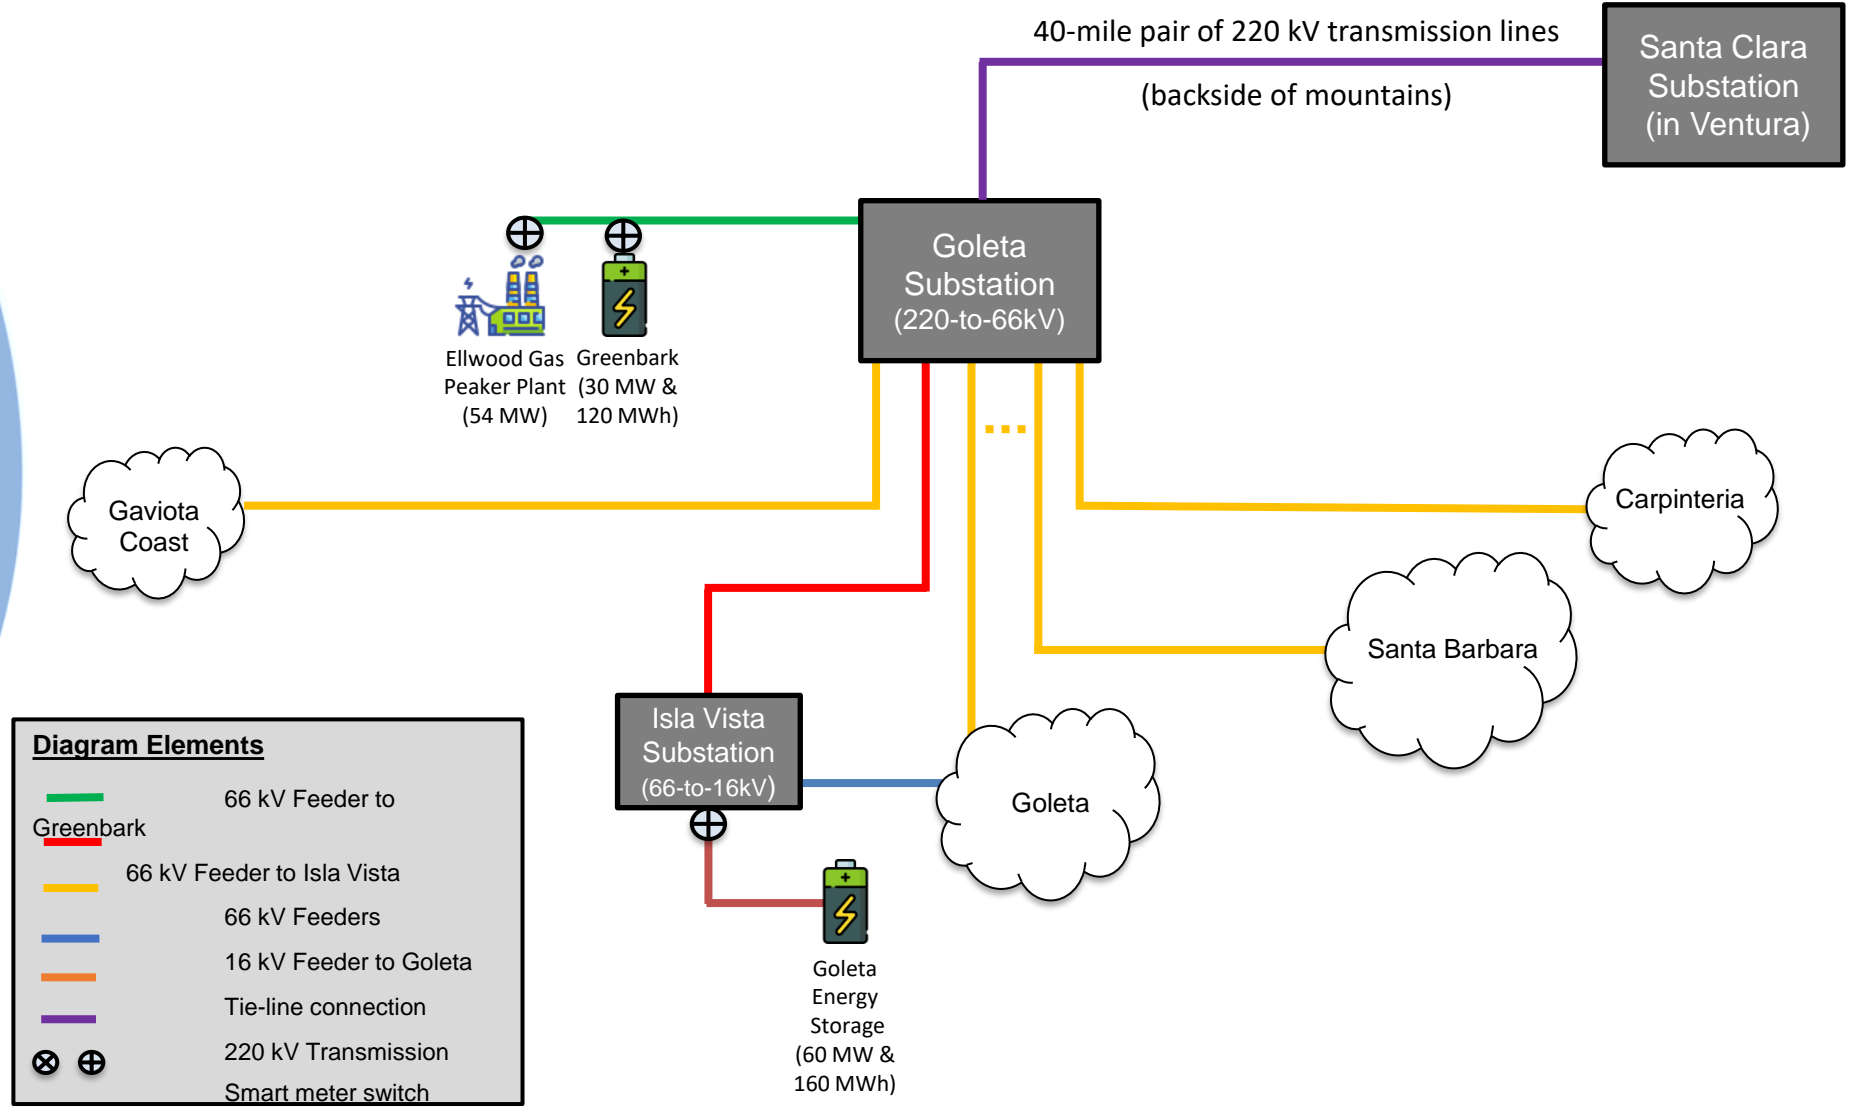 40-mile pair of 220 kV transmission lines
(backside of mountains)
Santa Clara
Substation
(in Ventura)
Goleta
Substation
(220-to-66kV)
Ellwood Gas
Peaker Plant
(54 MW)
Greenbark
(30 MW &
120 MWh)
Gaviota
Coast
Carpinteria
Santa Barbara
Isla Vista
Substation
(66-to-16kV)
Goleta
Goleta
Energy
Storage
(60 MW &
160 MWh)
Diagram Elements
66 kV Feeder to
Greenbark
66 kV Feeder to Isla Vista
66 kV Feeders
16 kV Feeder to Goleta
Tie-line connection
220 kV Transmission
Smart meter switch